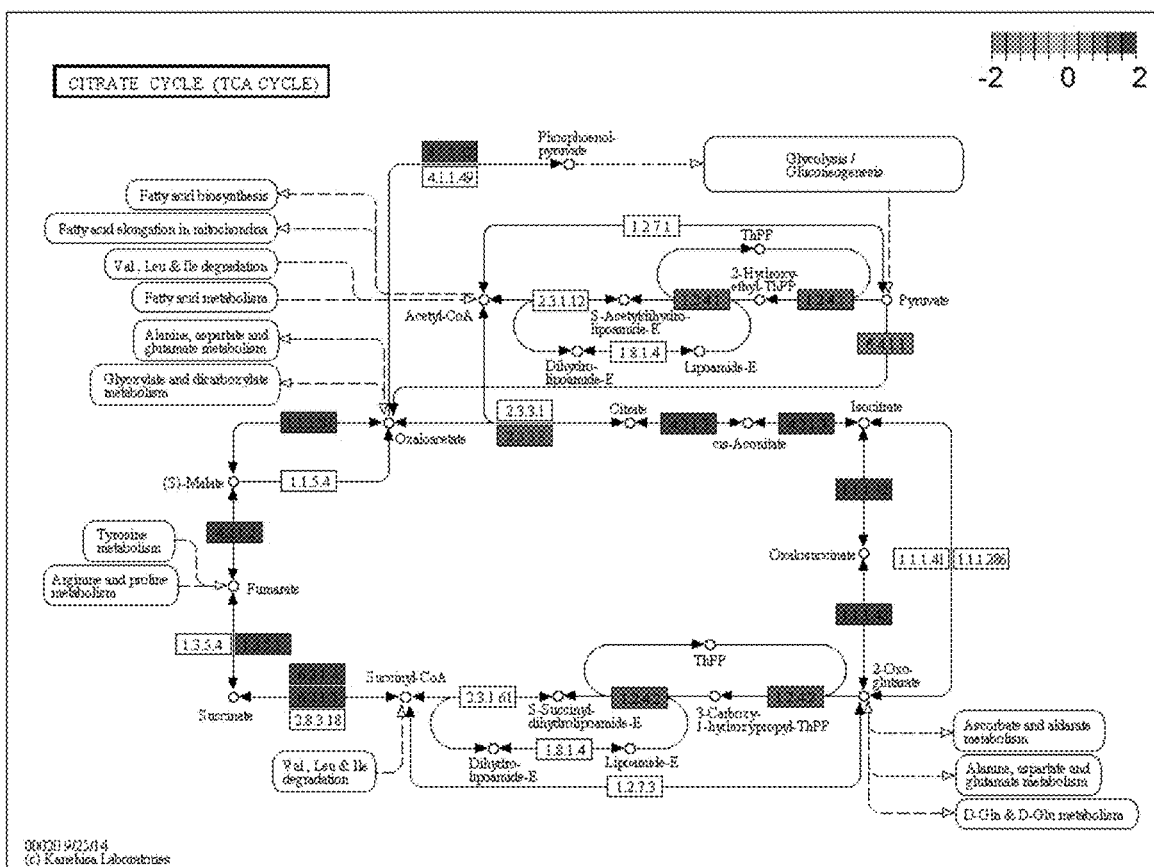 CITRATE CYCLE (TCA CYCLE)
-2 0 2
Phosphoenol-
pyruvate
4.1.1.49
Glycolysis /
Gluconeogenesis
Fatty acid biosynthesis
Fatty acid elongation in mitochondria
Val, Leu & Ile degradation
Fatty acid metabolism
Alanine, aspartate and
glutamate metabolism
Glyoxylate and dicarboxylate
metabolism
1.2.7.1
ThPP
2-Hydroxy-
ethyl-ThPP
Acetyl-CoA
2.3.1.12
S-Acetyldihydro-
lipoamide-E
Pyruvate
Dihydro-
lipoamide-E
1.8.1.4
Lipoamide-E
Oxaloacetate
2.3.3.1
Citrate
cis-Aconitate
Isocitrate
(S)-Malate
1.1.5.4
Tyrosine
metabolism
Arginine and proline
metabolism
Fumarate
Oxalosuccinate
1.1.1.41
1.1.1.286
1.3.5.4
Succinate
2.8.3.18
Succinyl-CoA
2.3.1.61
S-Succinyl-
dihydrolipoamide-E
ThPP
3-Carboxy-
1-hydroxypropyl-ThPP
2-Oxo-
glutarate
Val, Leu & Ile
degradation
Dihydro-
lipoamide-E
1.8.1.4
Lipoamide-E
1.2.7.3
Ascorbate and aldarate
metabolism
Alanine, aspartate and
glutamate metabolism
D-Gln & D-Glu metabolism
00020 9/25/14
(c) Kanehisa Laboratories